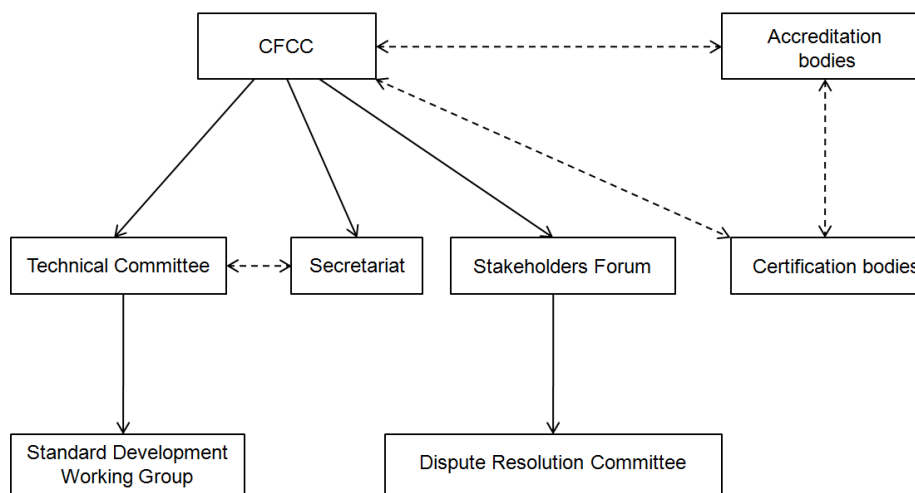 CFCC
Accreditation
bodies
Technical Committee
Secretariat
Stakeholders Forum
Certification bodies
Standard Development
Working Group
Dispute Resolution Committee